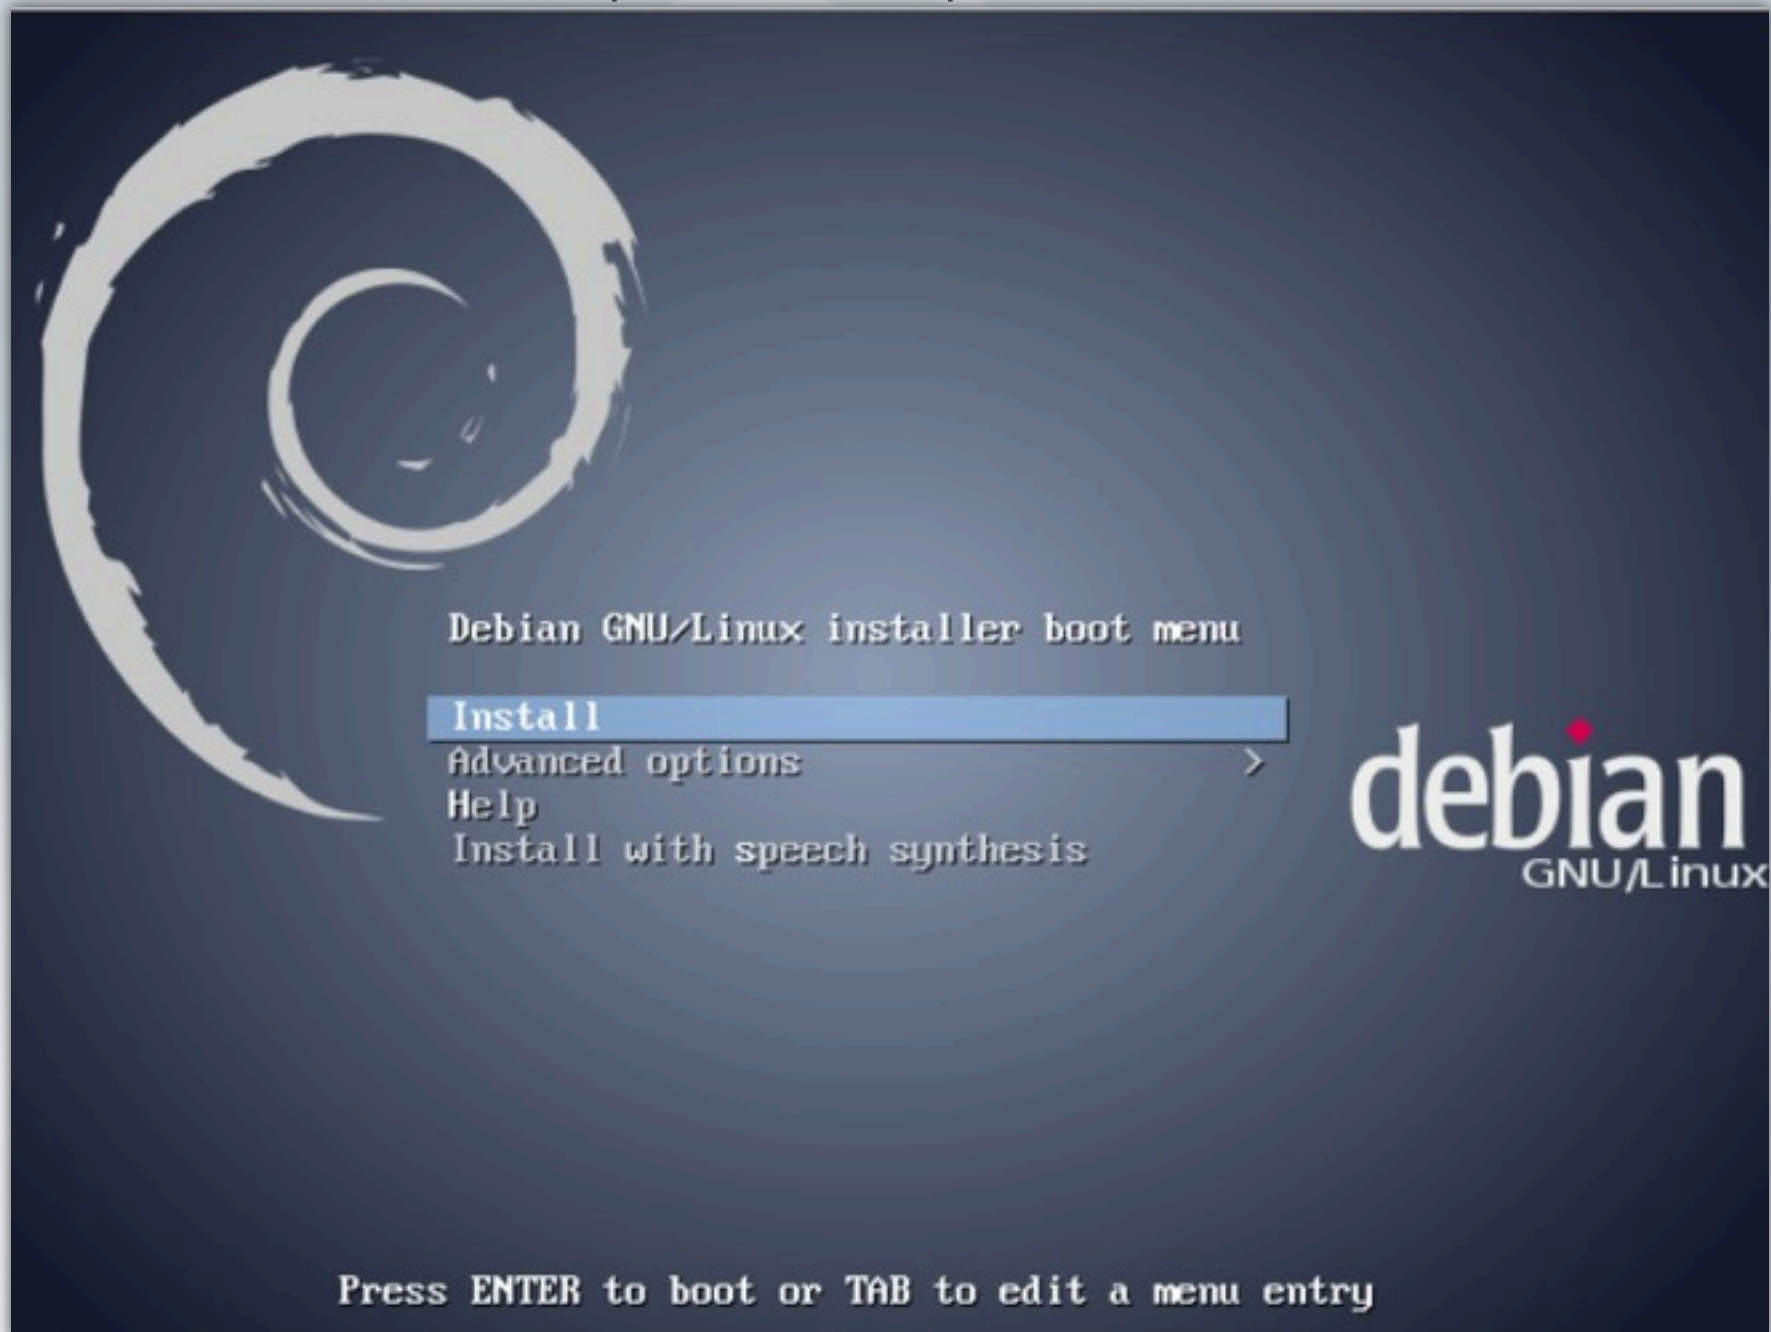 Debian GNU/Linux installer boot menu
Install
Advanced options >
Help
Install with speech synthesis
debian
GNU/Linux
Press ENTER to boot or TAB to edit a menu entry